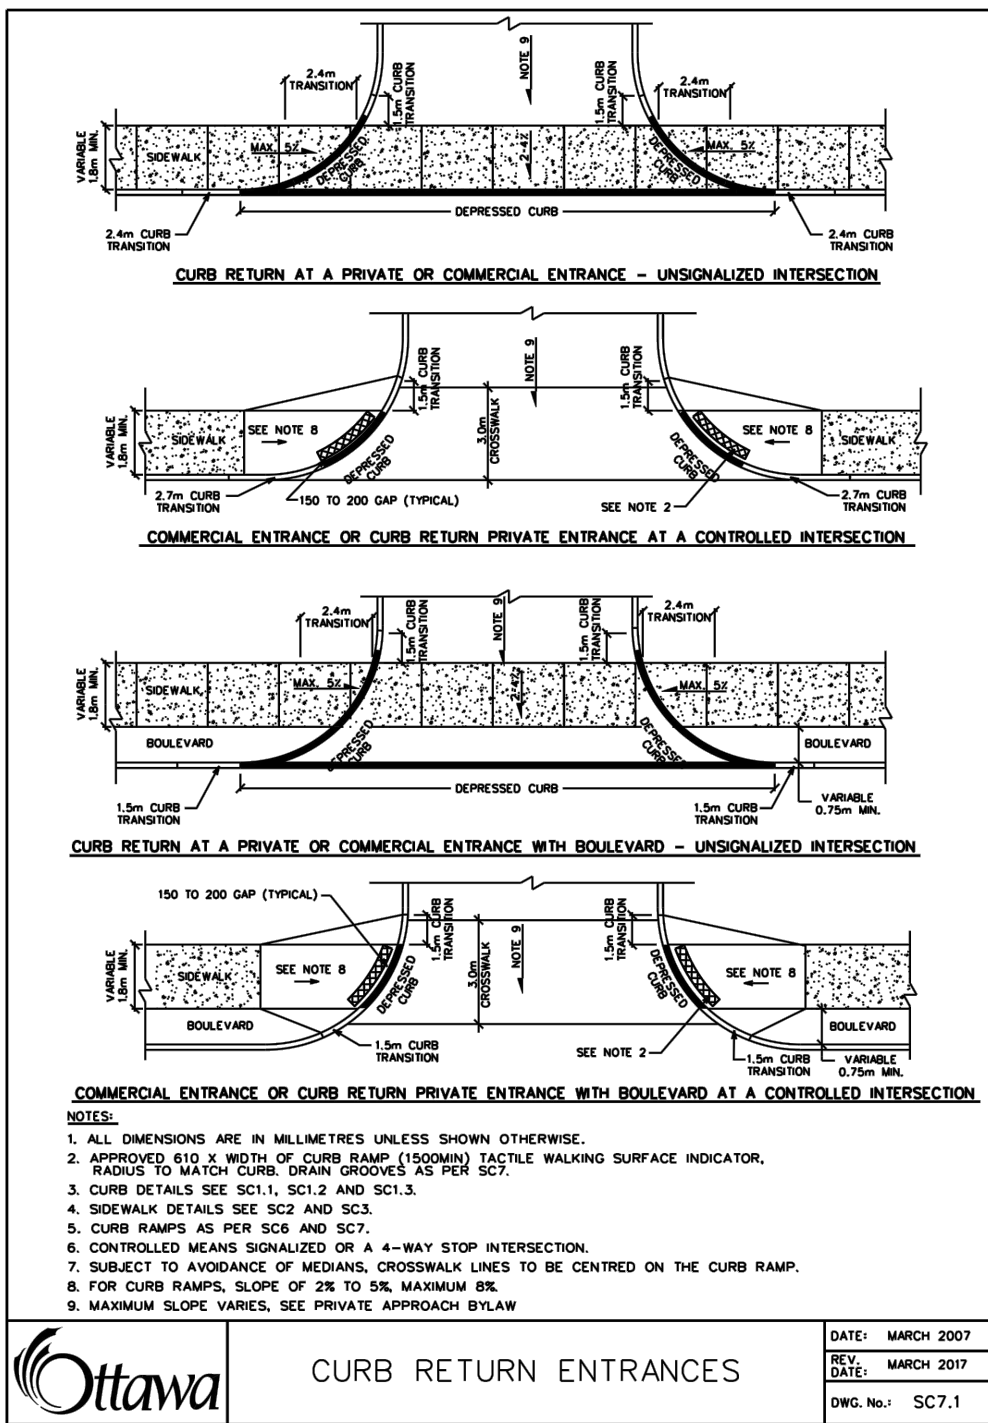 NOTE 9
2.4m
TRANSITION
1.5m CURB
TRANSITION
1.5m CURB
TRANSITION
2.4m
TRANSITION
VARIABLE
1.8m MIN.
SIDEWALK
MAX. 5%
DEPRESSED
CURB
2-4%
DEPRESSED
CURB
MAX. 5%
DEPRESSED CURB
2.4m CURB
TRANSITION
2.4m CURB
TRANSITION
CURB RETURN AT A PRIVATE OR COMMERCIAL ENTRANCE - UNSIGNALIZED INTERSECTION
NOTE 9
1.5m CURB
TRANSITION
1.5m CURB
TRANSITION
VARIABLE
1.8m MIN.
SIDEWALK
SEE NOTE 8
DEPRESSED
CURB
3.0m
CROSSWALK
DEPRESSED
CURB
SEE NOTE 8
SIDEWALK
2.7m CURB
TRANSITION
150 TO 200 GAP (TYPICAL)
SEE NOTE 2
2.7m CURB
TRANSITION
COMMERCIAL ENTRANCE OR CURB RETURN PRIVATE ENTRANCE AT A CONTROLLED INTERSECTION
2.4m
TRANSITION
1.5m CURB
TRANSITION
NOTE 9
1.5m CURB
TRANSITION
2.4m
TRANSITION
VARIABLE
1.8m MIN.
SIDEWALK
MAX. 5%
2-4%
MAX. 5%
BOULEVARD
DEPRESSED
CURB
DEPRESSED
CURB
BOULEVARD
DEPRESSED CURB
1.5m CURB
TRANSITION
1.5m CURB
TRANSITION
VARIABLE
0.75m MIN.
CURB RETURN AT A PRIVATE OR COMMERCIAL ENTRANCE WITH BOULEVARD - UNSIGNALIZED INTERSECTION
150 TO 200 GAP (TYPICAL)
1.5m CURB
TRANSITION
NOTE 9
1.5m CURB
TRANSITION
VARIABLE
1.8m MIN.
SIDEWALK
SEE NOTE 8
DEPRESSED
CURB
3.0m
CROSSWALK
DEPRESSED
CURB
SEE NOTE 8
BOULEVARD
BOULEVARD
1.5m CURB
TRANSITION
SEE NOTE 2
1.5m CURB
TRANSITION
VARIABLE
0.75m MIN.
COMMERCIAL ENTRANCE OR CURB RETURN PRIVATE ENTRANCE WITH BOULEVARD AT A CONTROLLED INTERSECTION
NOTES:
1. ALL DIMENSIONS ARE IN MILLIMETRES UNLESS SHOWN OTHERWISE.
2. APPROVED 610 X WIDTH OF CURB RAMP (1500MIN) TACTILE WALKING SURFACE INDICATOR,
RADIUS TO MATCH CURB. DRAIN GROOVES AS PER SC7.
3. CURB DETAILS SEE SC1.1, SC1.2 AND SC1.3.
4. SIDEWALK DETAILS SEE SC2 AND SC3.
5. CURB RAMPS AS PER SC6 AND SC7.
6. CONTROLLED MEANS SIGNALIZED OR A 4-WAY STOP INTERSECTION.
7. SUBJECT TO AVOIDANCE OF MEDIANS, CROSSWALK LINES TO BE CENTRED ON THE CURB RAMP.
8. FOR CURB RAMPS, SLOPE OF 2% TO 5%, MAXIMUM 8%.
9. MAXIMUM SLOPE VARIES, SEE PRIVATE APPROACH BYLAW
Ottawa
CURB RETURN ENTRANCES
DATE: MARCH 2007
REV. DATE: MARCH 2017
DWG. No.: SC7.1